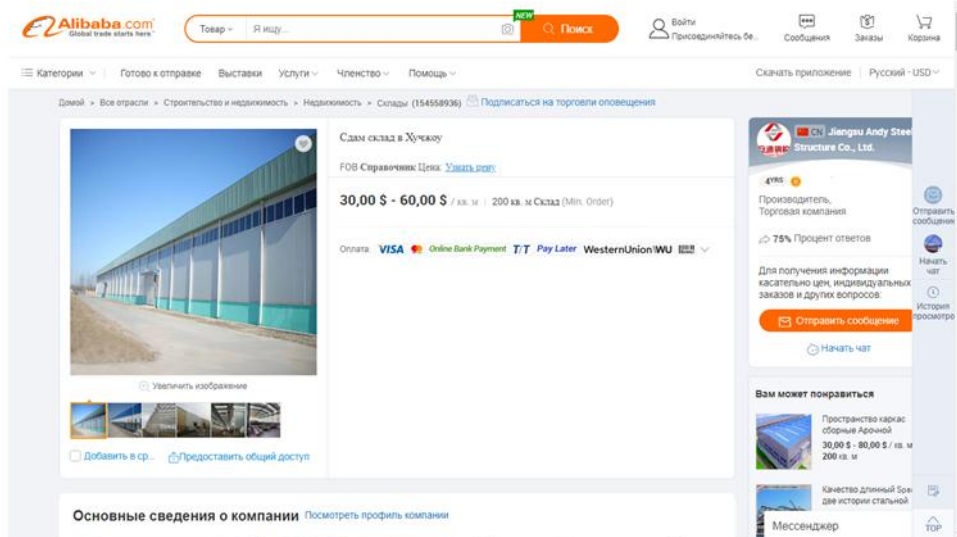 Alibaba.com
Global trade starts here.™
Товар
Я ищу...
NEW
Поиск
Войти
Присоединяйтесь бе...
Сообщения
Заказы
Корзина
Категории
Готово к отправке
Выставки
Услуги
Членство
Помощь
Скачать приложение
Русский - USD
Домой > Все отрасли > Строительство и недвижимость > Недвижимость > Склады (154558936) Подписаться на торговли оповещения
Сдам склад в Хучжоу
FOB Справочник Цена: Узнать цену
30,00 $ - 60,00 $ / кв. м | 200 кв. м Склад (Min. Order)
Оплата: VISA Online Bank Payment T/T Pay Later WesternUnion WU
Увеличить изображение
Добавить в ср...
Предоставить общий доступ
Основные сведения о компании Посмотреть профиль компании
CN Jiangsu Andy Steel
Structure Co., Ltd.
4YRS
Производитель,
Торговая компания
75% Процент ответов
Для получения информации
касательно цен, индивидуальных
заказов и других вопросов:
Отправить сообщение
Начать чат
Вам может понравиться
Пространство каркас
сборные Арочной
30,00 $ - 80,00 $ / кв. м
200 кв. м
Качество длинный
две истории стальной
Мессенджер
Отправить
сообщение
Начать
чат
История
просмотро
TOP